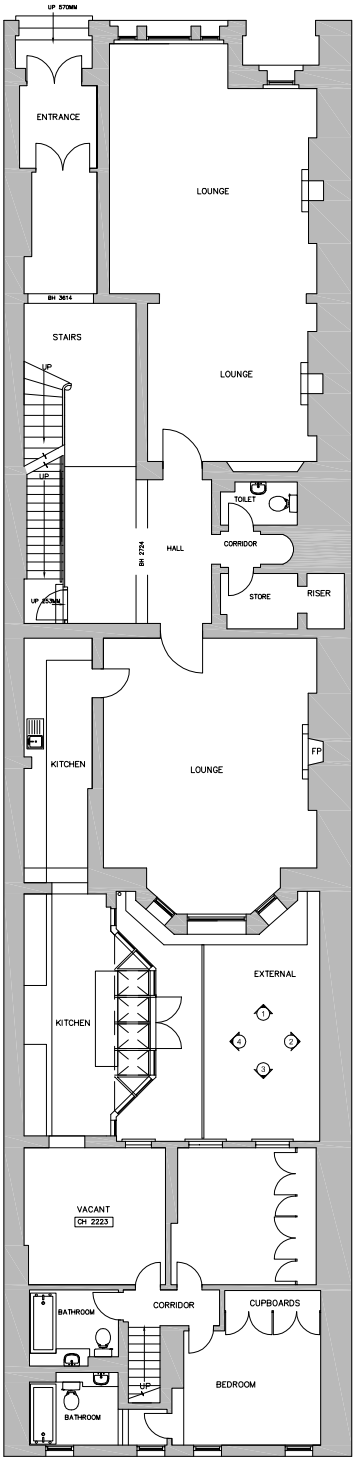 UP 570MM
ENTRANCE
LOUNGE
BH 3614
STAIRS
UP
LOUNGE
UP
TOILET
BH 2724
HALL
CORRIDOR
UP 253MM
STORE
RISER
FP
KITCHEN
LOUNGE
EXTERNAL
1
KITCHEN
4
2
3
VACANT
CH 2223
BATHROOM
CORRIDOR
CUPBOARDS
UP
BEDROOM
BATHROOM